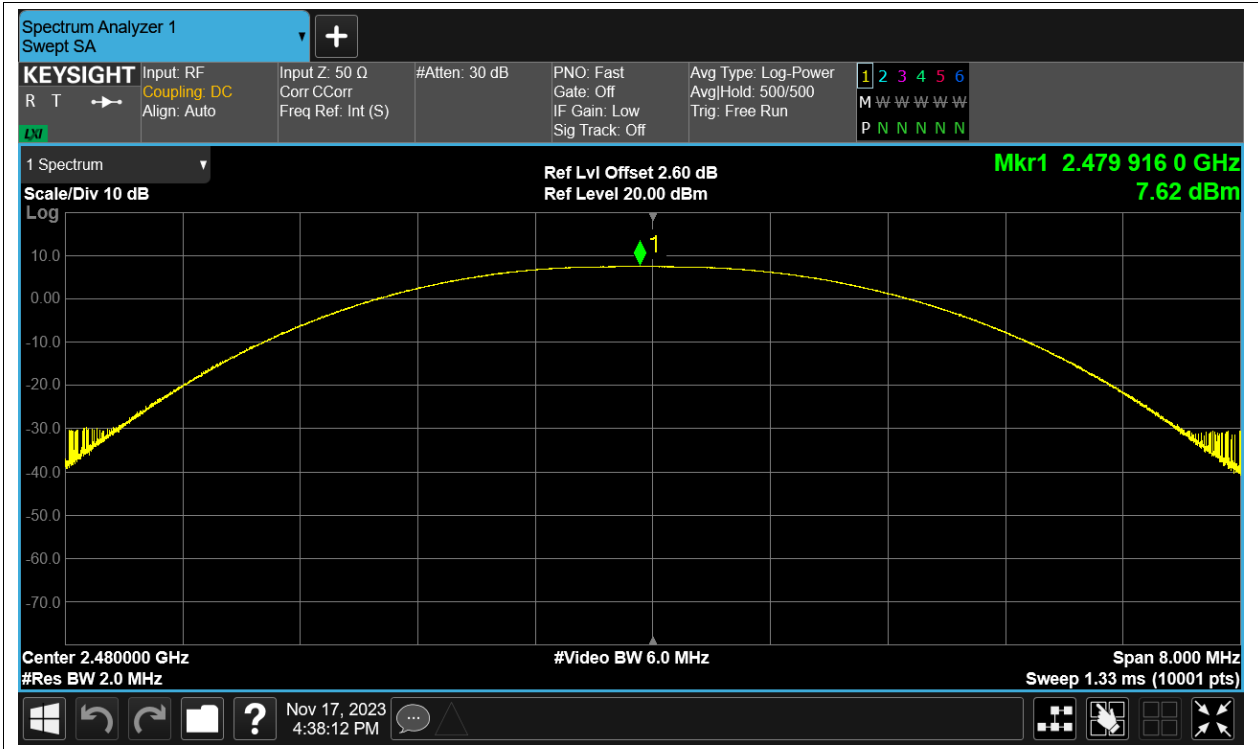 Spectrum Analyzer 1
Swept SA
KEYSIGHT
R T
LXI
Input: RF
Coupling: DC
Align: Auto
Input Z: 50 Ω
Corr CCorr
Freq Ref: Int (S)
#Atten: 30 dB
PNO: Fast
Gate: Off
IF Gain: Low
Sig Track: Off
Avg Type: Log-Power
Avg|Hold: 500/500
Trig: Free Run
1 2 3 4 5 6
M W W W W W
P N N N N N
1 Spectrum
Scale/Div 10 dB
Log
Ref Lvl Offset 2.60 dB
Ref Level 20.00 dBm
Mkr1 2.479 916 0 GHz
7.62 dBm
1
10.0
0.00
-10.0
-20.0
-30.0
-40.0
-50.0
-60.0
-70.0
Center 2.480000 GHz
#Res BW 2.0 MHz
#Video BW 6.0 MHz
Span 8.000 MHz
Sweep 1.33 ms (10001 pts)
?
Nov 17, 2023
4:38:12 PM